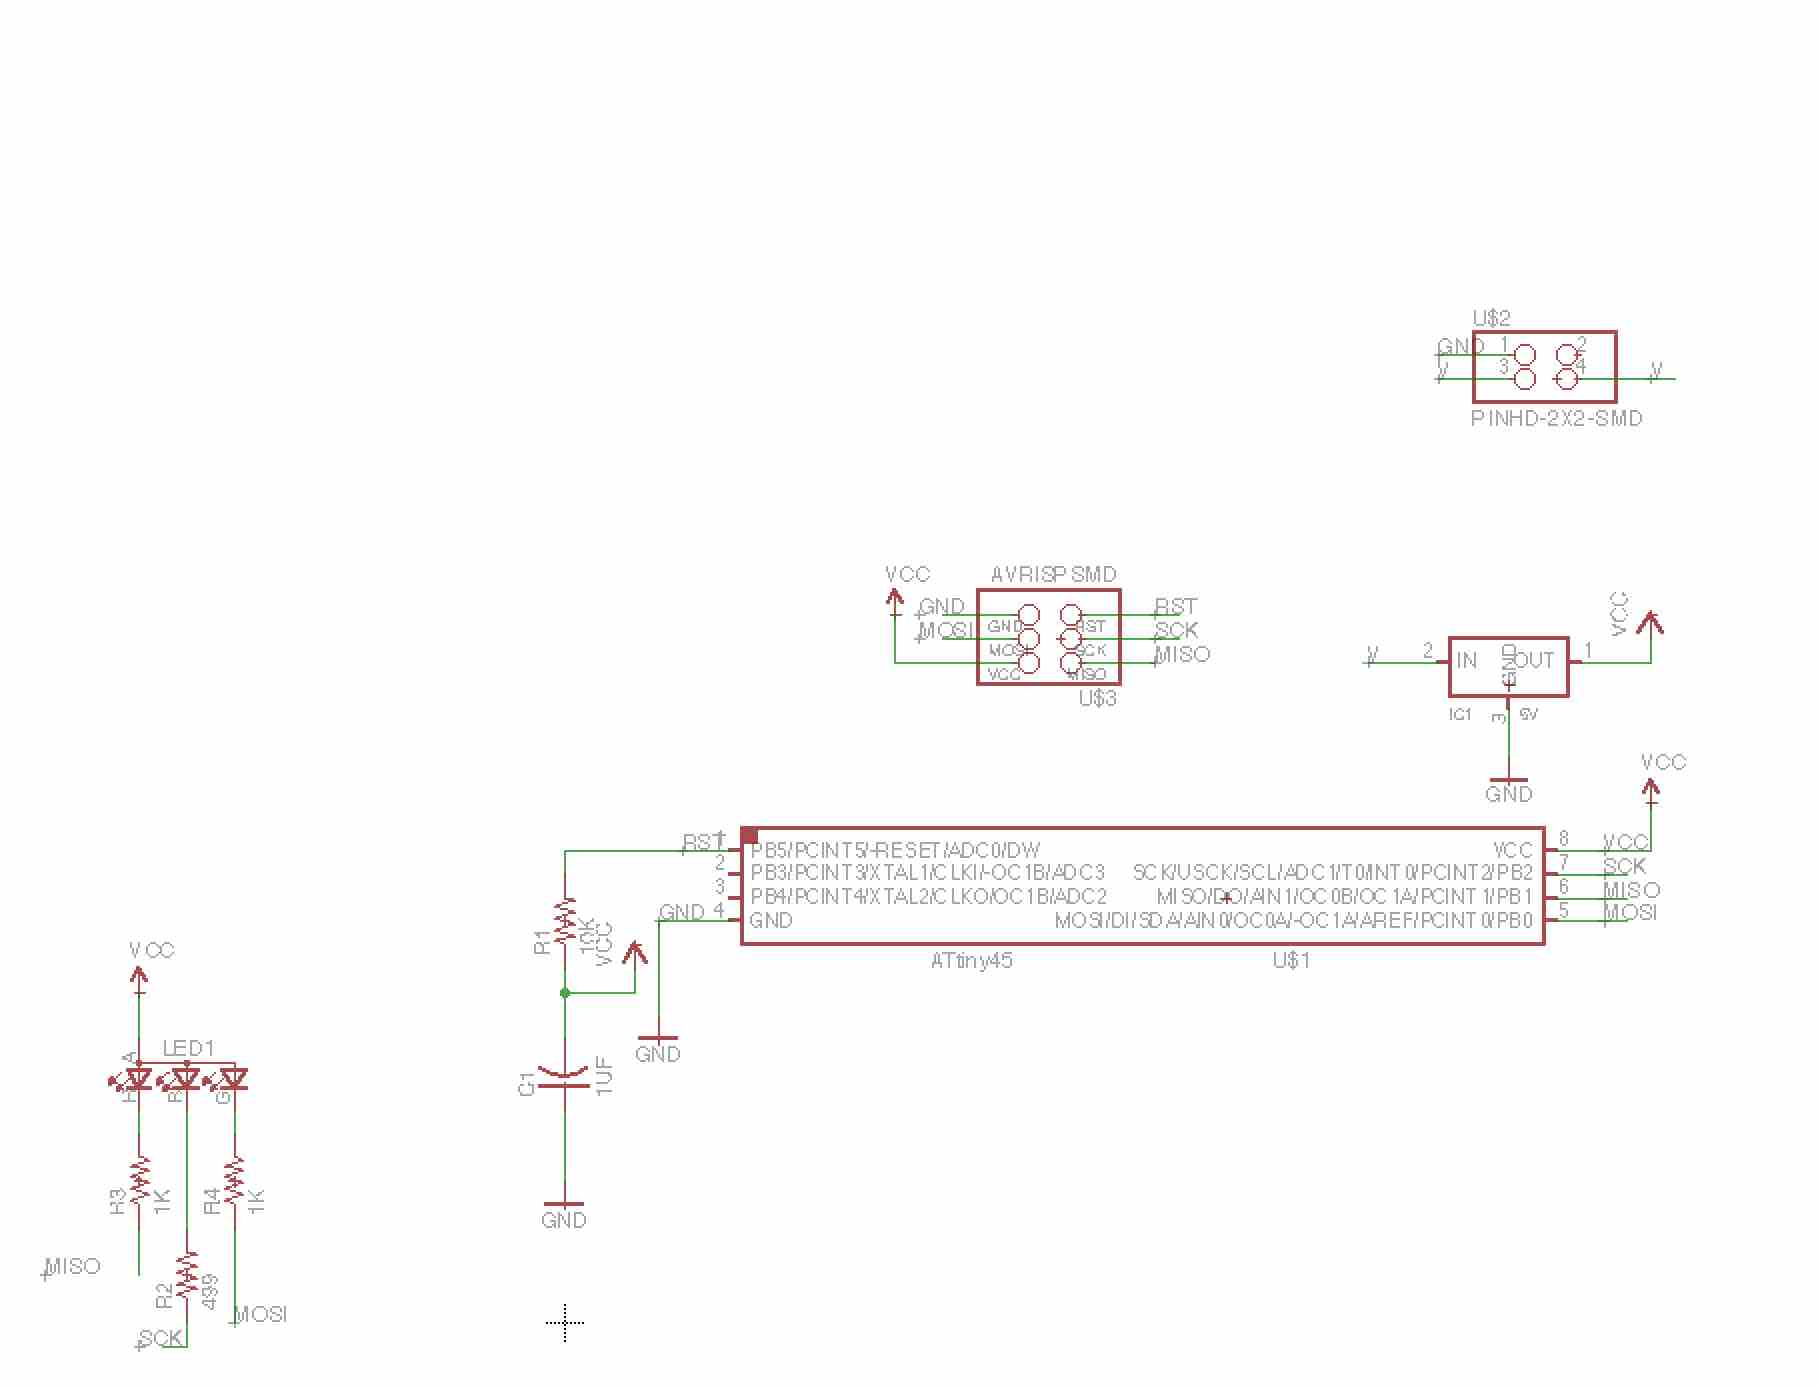 U$2
GND 1 2
V 3 4 V
PINHD-2X2-SMD
VCC AVRISPSMD
GND RST
GND RST
MOSI SCK
MOSI SCK
MISO
VCC MISO
U$3
VCC
V 2 IN GND OUT 1
IC1 3 5V
GND
VCC
RST 1 PB5/PCINT5/-RESET/ADC0/DW VCC 8 VCC
2 PB3/PCINT3/XTAL1/CLKI/-OC1B/ADC3 SCK/USCK/SCL/ADC1/T0/INT0/PCINT2/PB2 7 SCK
3 PB4/PCINT4/XTAL2/CLKO/OC1B/ADC2 MISO/DO/AIN1/OC0B/OC1A/PCINT1/PB1 6 MISO
GND 4 GND MOSI/DI/SDA/AIN0/OC0A/-OC1A/AREF/PCINT0/PB0 5 MOSI
ATtiny45 U$1
R1 10K VCC
GND
C1 1UF
GND
VCC
A LED1
R G
R3 1K R4 1K
MISO
R2 499
MOSI
SCK